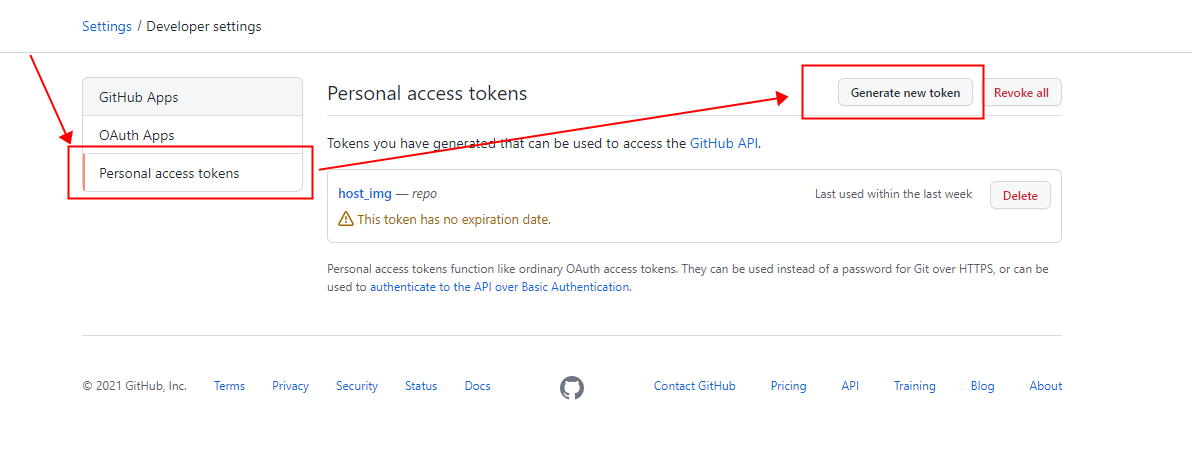 Settings / Developer settings
GitHub Apps
OAuth Apps
Personal access tokens
Personal access tokens
Generate new token
Revoke all
Tokens you have generated that can be used to access the GitHub API.
host_img — repo
Last used within the last week
Delete
This token has no expiration date.
Personal access tokens function like ordinary OAuth access tokens. They can be used instead of a password for Git over HTTPS, or can be
used to authenticate to the API over Basic Authentication.
© 2021 GitHub, Inc.
Terms
Privacy
Security
Status
Docs
Contact GitHub
Pricing
API
Training
Blog
About